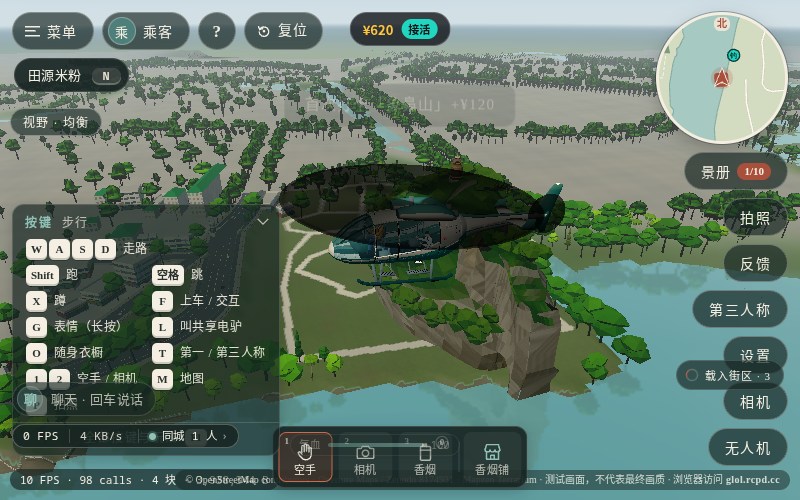 菜单
乘 乘客
?
复位
¥620 接活
北
田源米粉 N
视野 · 均衡
+¥120
景册 1/10
拍照
反馈
第三人称
设置
载入街区 · 3
相机
无人机
按键 步行
W A S D 走路
Shift 跑 空格 跳
X 蹲 F 上车 / 交互
G 表情（长按） L 叫共享电驴
O 随身衣橱 T 第一 / 第三人称
1 2 空手 / 相机 M 地图
聊 聊天 · 回车说话
0 FPS 4 KB/s 同城 1 人 ›
1 空手
2 相机
3 香烟
香烟铺
10 FPS · 98 calls · 4 块
© OpenStreetMap
· 测试画面，不代表最终画质 · 浏览器访问 glol.rcpd.cc